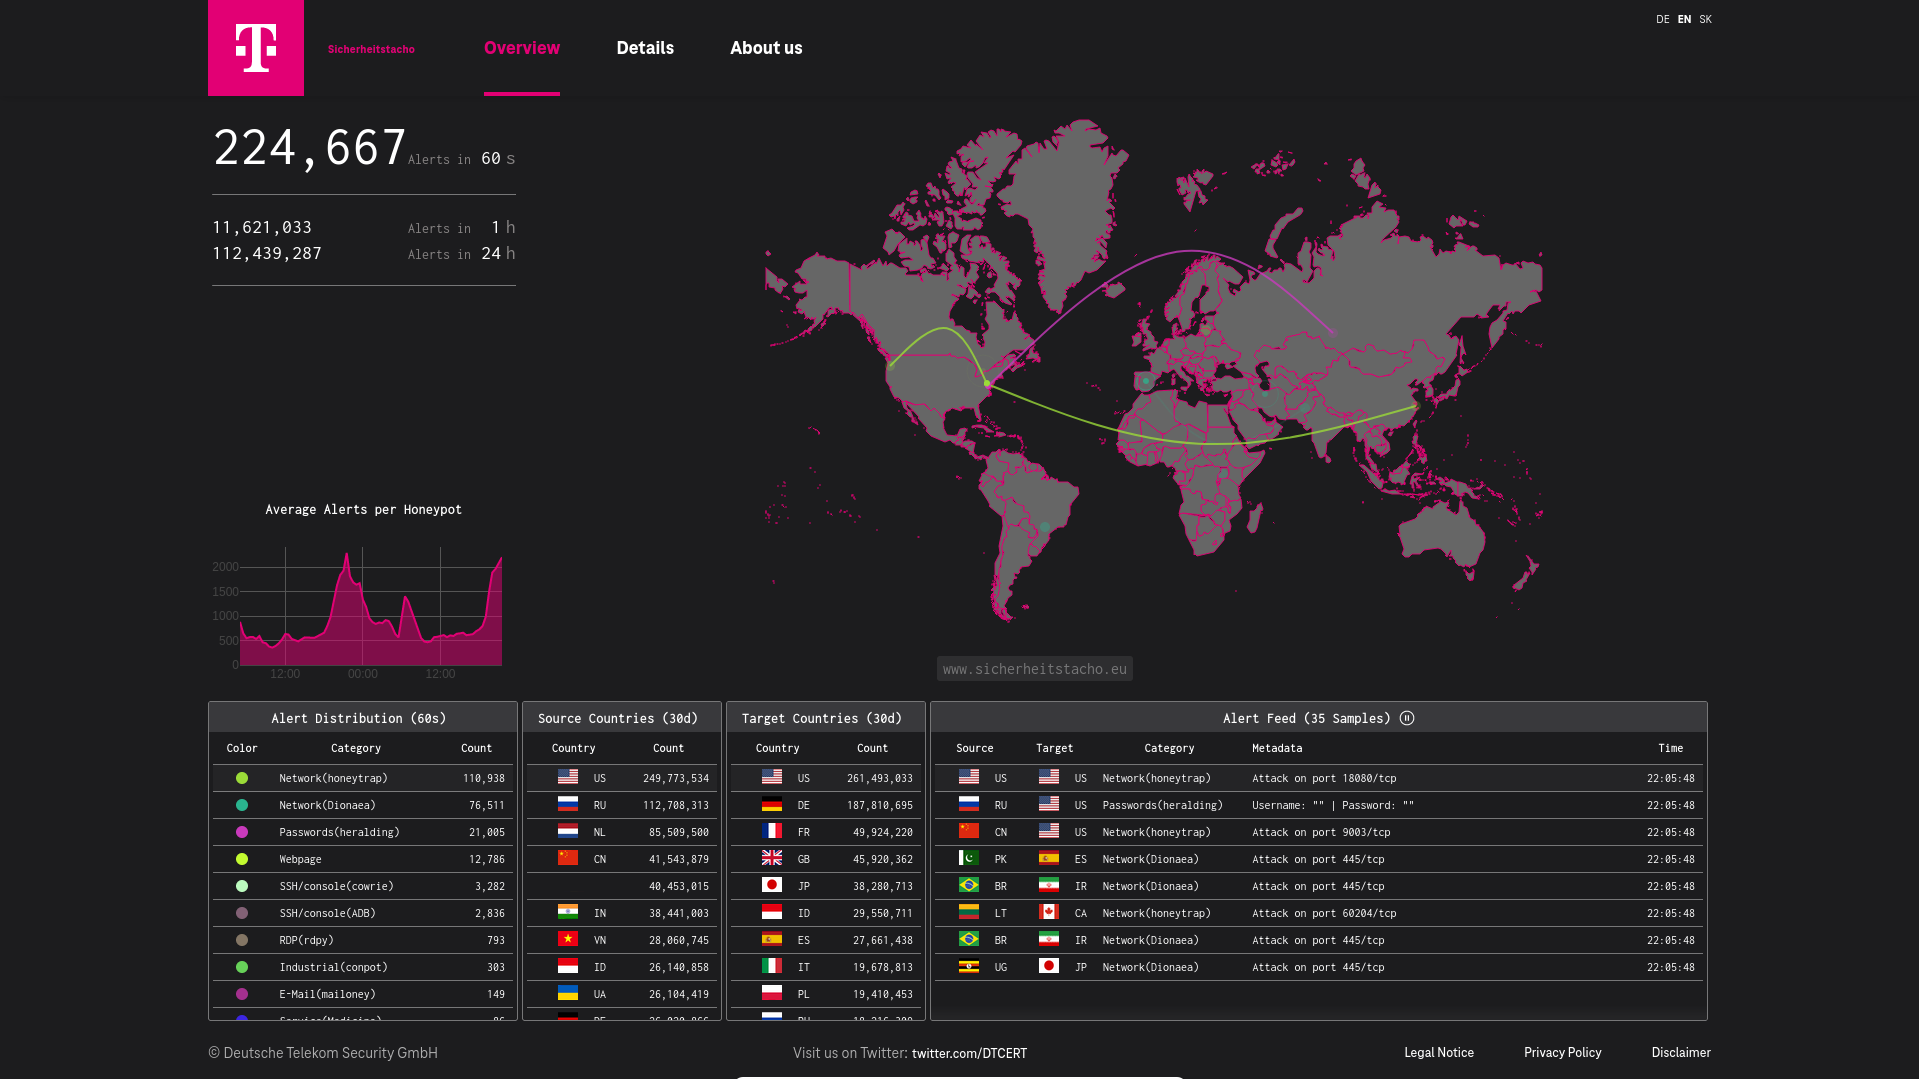 DE EN SK
T
Sicherheitstacho
Overview
Details
About us
224,667 Alerts in 60 s
11,621,033 Alerts in 1 h
112,439,287 Alerts in 24 h
Average Alerts per Honeypot
2000
1500
1000
500
0
12:00 00:00 12:00
www.sicherheitstacho.eu
Alert Distribution (60s)
Color Category Count
Network(honeytrap) 110,938
Network(Dionaea) 76,511
Passwords(heralding) 21,005
Webpage 12,786
SSH/console(cowrie) 3,282
SSH/console(ADB) 2,836
RDP(rdpy) 793
Industrial(conpot) 303
E-Mail(mailoney) 149
Source Countries (30d)
Country Count
US 249,773,534
RU 112,708,313
NL 85,509,500
CN 41,543,879
40,453,015
IN 38,441,003
VN 28,060,745
ID 26,140,858
UA 26,104,419
Target Countries (30d)
Country Count
US 261,493,033
DE 187,810,695
FR 49,924,220
GB 45,920,362
JP 38,280,713
ID 29,550,711
ES 27,661,438
IT 19,678,813
PL 19,410,453
Alert Feed (35 Samples)
Source Target Category Metadata Time
US US Network(honeytrap) Attack on port 18080/tcp 22:05:48
RU US Passwords(heralding) Username: "" | Password: "" 22:05:48
CN US Network(honeytrap) Attack on port 9003/tcp 22:05:48
PK ES Network(Dionaea) Attack on port 445/tcp 22:05:48
BR IR Network(Dionaea) Attack on port 445/tcp 22:05:48
LT CA Network(honeytrap) Attack on port 60204/tcp 22:05:48
BR IR Network(Dionaea) Attack on port 445/tcp 22:05:48
UG JP Network(Dionaea) Attack on port 445/tcp 22:05:48
© Deutsche Telekom Security GmbH
Visit us on Twitter: twitter.com/DTCERT
Legal Notice
Privacy Policy
Disclaimer